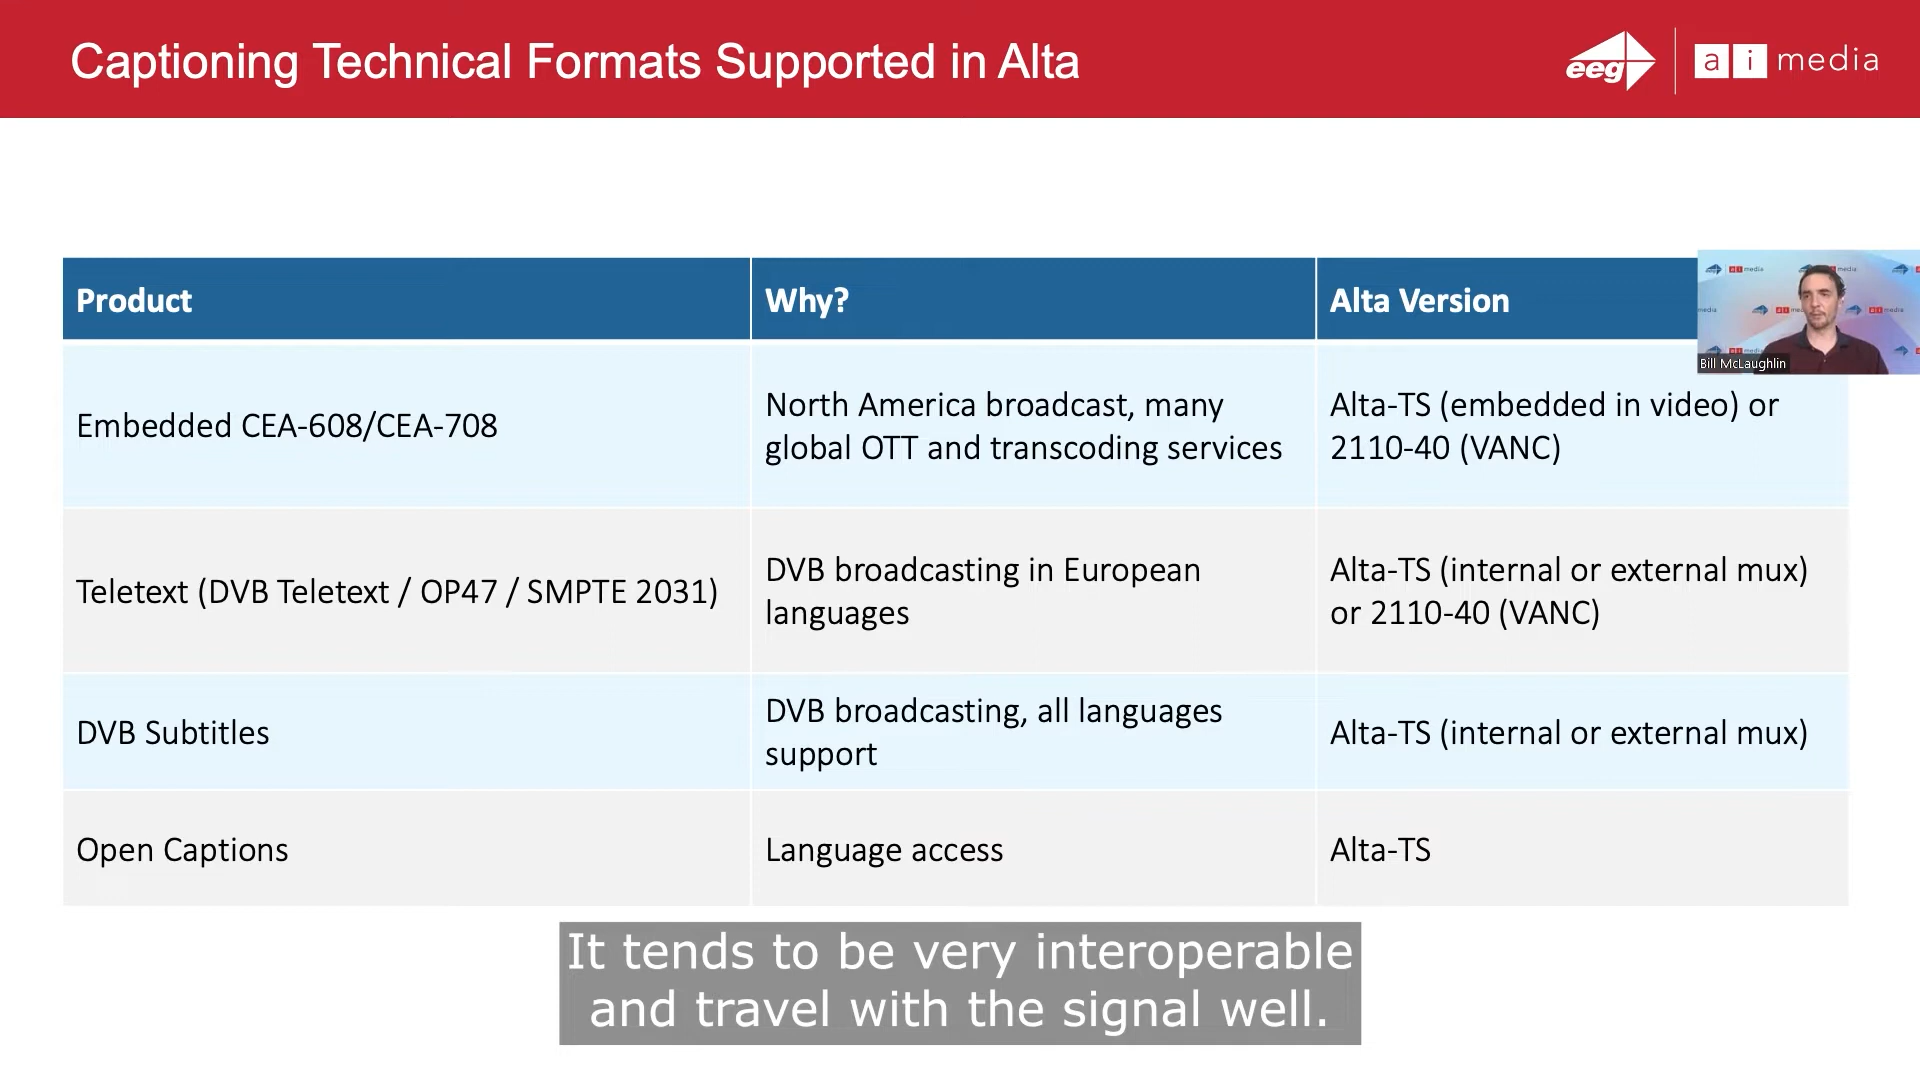 Captioning Technical Formats Supported in Alta
eeg
ai media
Product
Why?
Alta Version
Bill McLaughlin
Embedded CEA-608/CEA-708
North America broadcast, many
global OTT and transcoding services
Alta-TS (embedded in video) or
2110-40 (VANC)
Teletext (DVB Teletext / OP47 / SMPTE 2031)
DVB broadcasting in European
languages
Alta-TS (internal or external mux)
or 2110-40 (VANC)
DVB Subtitles
DVB broadcasting, all languages
support
Alta-TS (internal or external mux)
Open Captions
Language access
Alta-TS
It tends to be very interoperable
and travel with the signal well.